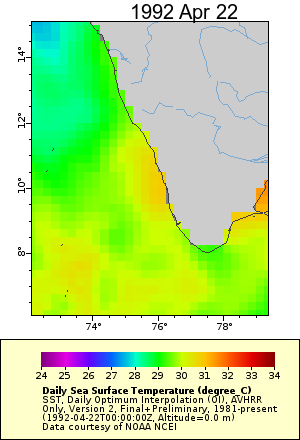 1992 Apr 22
14°
12°
10°
8°
74° 76° 78°
24 25 26 27 28 29 30 31 32 33 34
Daily Sea Surface Temperature (degree_C)
SST, Daily Optimum Interpolation (OI), AVHRR
Only, Version 2, Final+Preliminary, 1981-present
(1992-04-22T00:00:00Z, Altitude=0.0 m)
Data courtesy of NOAA NCEI